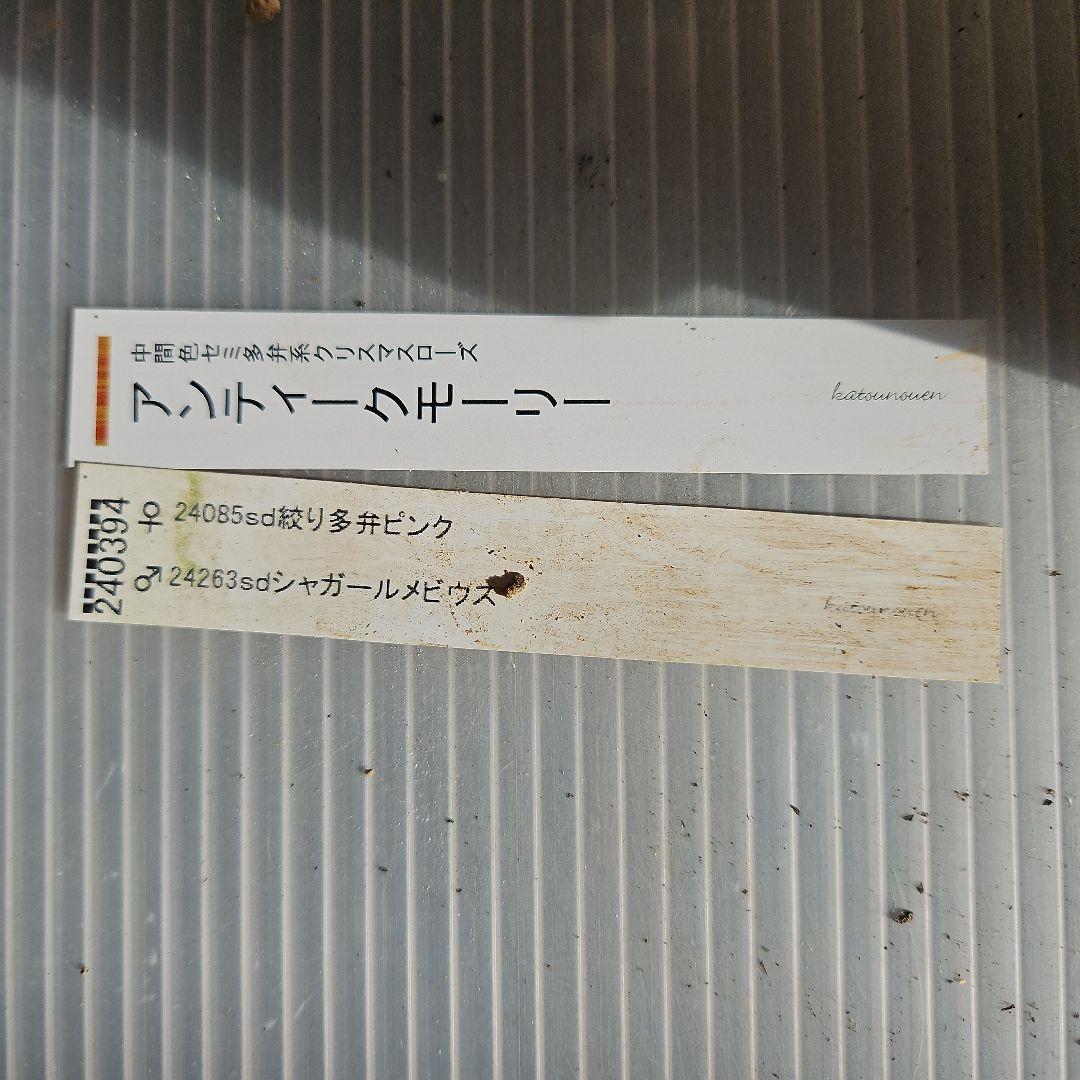 中間色セミ多弁系クリスマスローズ
アンティークモーリー
katounouen
240394
♀ 24085sd絞り多弁ピンク
♂ 24263sdシャガールメビウス
katounouen